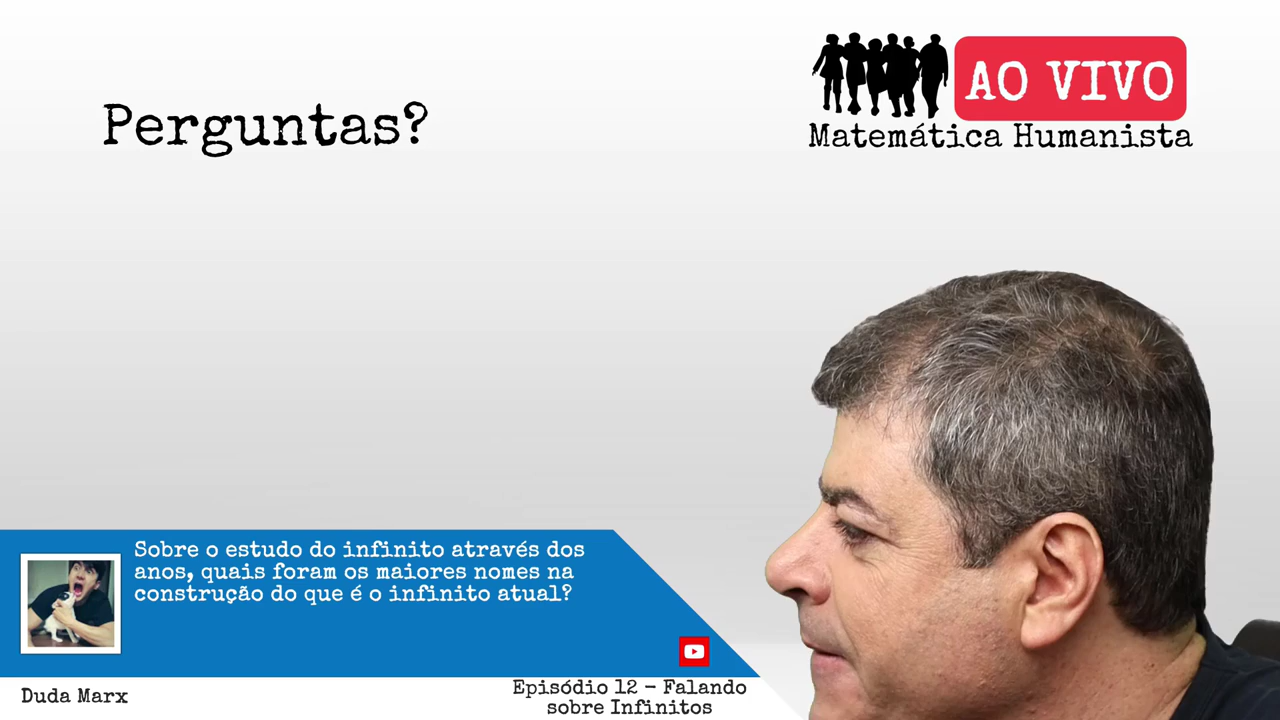 AO VIVO
Matemática Humanista
Perguntas?
Sobre o estudo do infinito através dos
anos, quais foram os maiores nomes na
construção do que é o infinito atual?
Duda Marx
Episódio 12 - Falando
sobre Infinitos